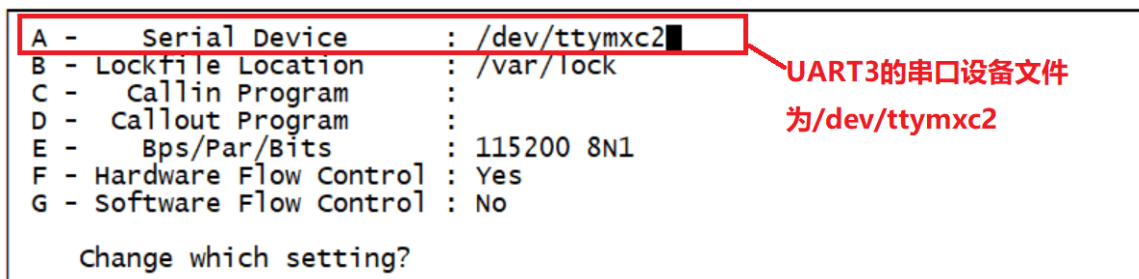 A -    Serial Device      : /dev/ttymxc2
B - Lockfile Location     : /var/lock
C -   Callin Program      :
D -  Callout Program      :
E -    Bps/Par/Bits       : 115200 8N1
F - Hardware Flow Control : Yes
G - Software Flow Control : No
Change which setting?
UART3的串口设备文件
为/dev/ttymxc2